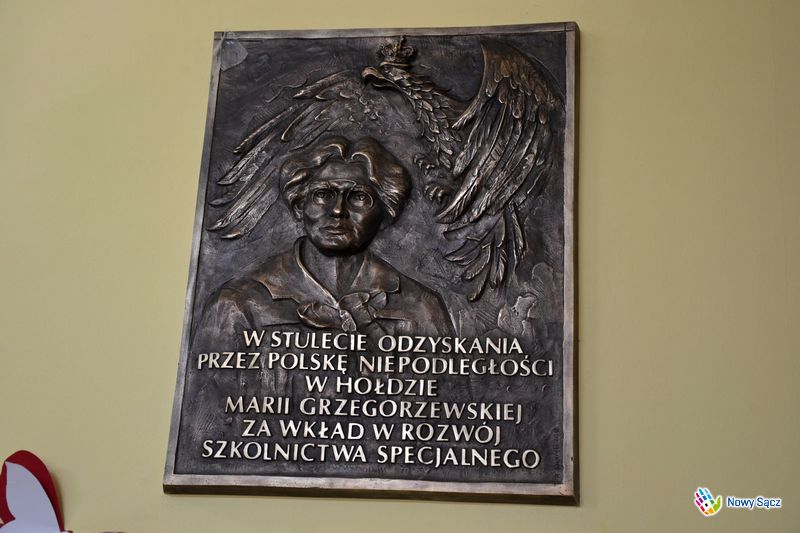 W STULECIE ODZYSKANIA
PRZEZ POLSKĘ NIEPODLEGŁOŚCI
W HOŁDZIE
MARII GRZEGORZEWSKIEJ
ZA WKŁAD W ROZWÓJ
SZKOLNICTWA SPECJALNEGO
Nowy Sącz